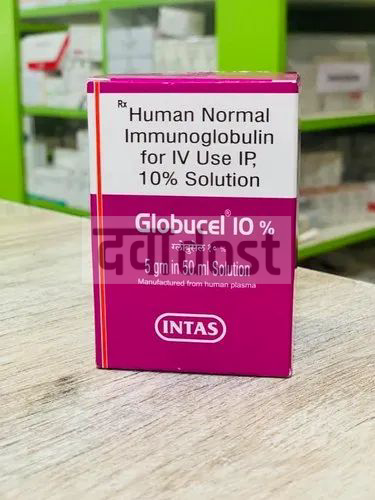 Rx Human Normal
Immunoglobulin
for IV Use IP,
10% Solution
Globucel® 10 %
ग्लोबुसेल १० %
5 gm in 50 ml Solution
Manufactured from human plasma
INTAS